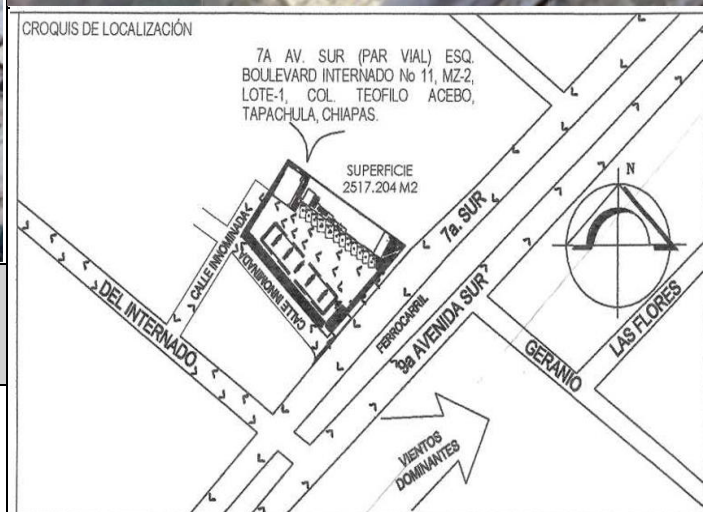 CROQUIS DE LOCALIZACIÓN
7A AV. SUR (PAR VIAL) ESQ.
BOULEVARD INTERNADO No 11, MZ-2,
LOTE-1, COL. TEOFILO ACEBO,
TAPACHULA, CHIAPAS.
SUPERFICIE
2517.204 M2
N
7a. SUR
CALLE INNOMINADA
CALLE INNOMINADA
DEL INTERNADO
FERROCARRIL
9a AVENIDA SUR
GERANIO
LAS FLORES
VIENTOS
DOMINANTES